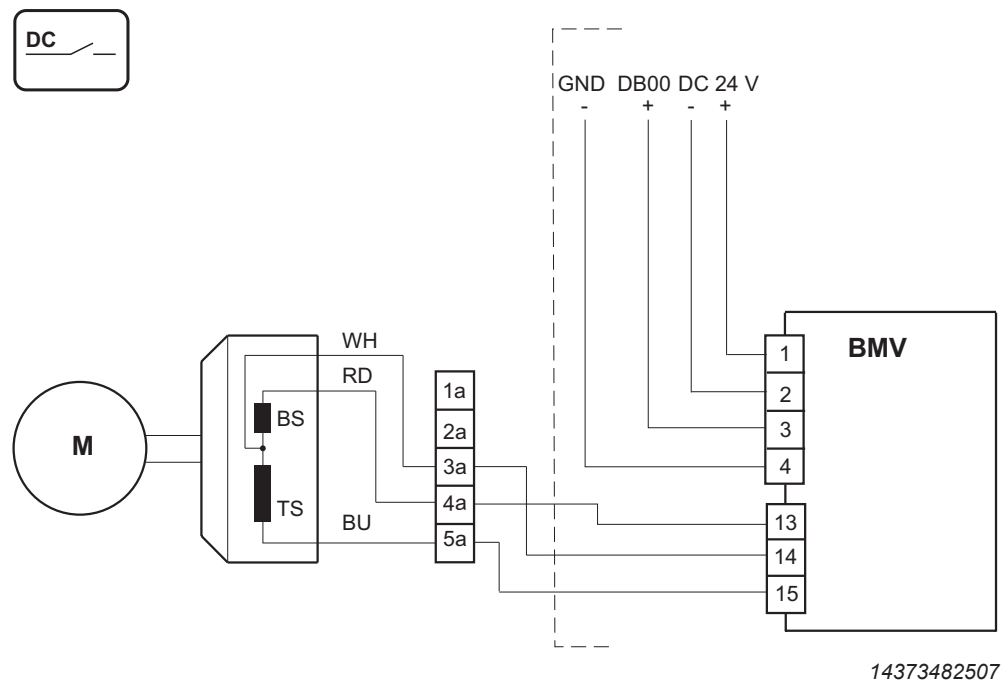 DC
GND DB00 DC 24 V
- + - +
BMV
1
2
3
4
13
14
15
WH
RD
BU
BS
TS
M
1a
2a
3a
4a
5a
14373482507